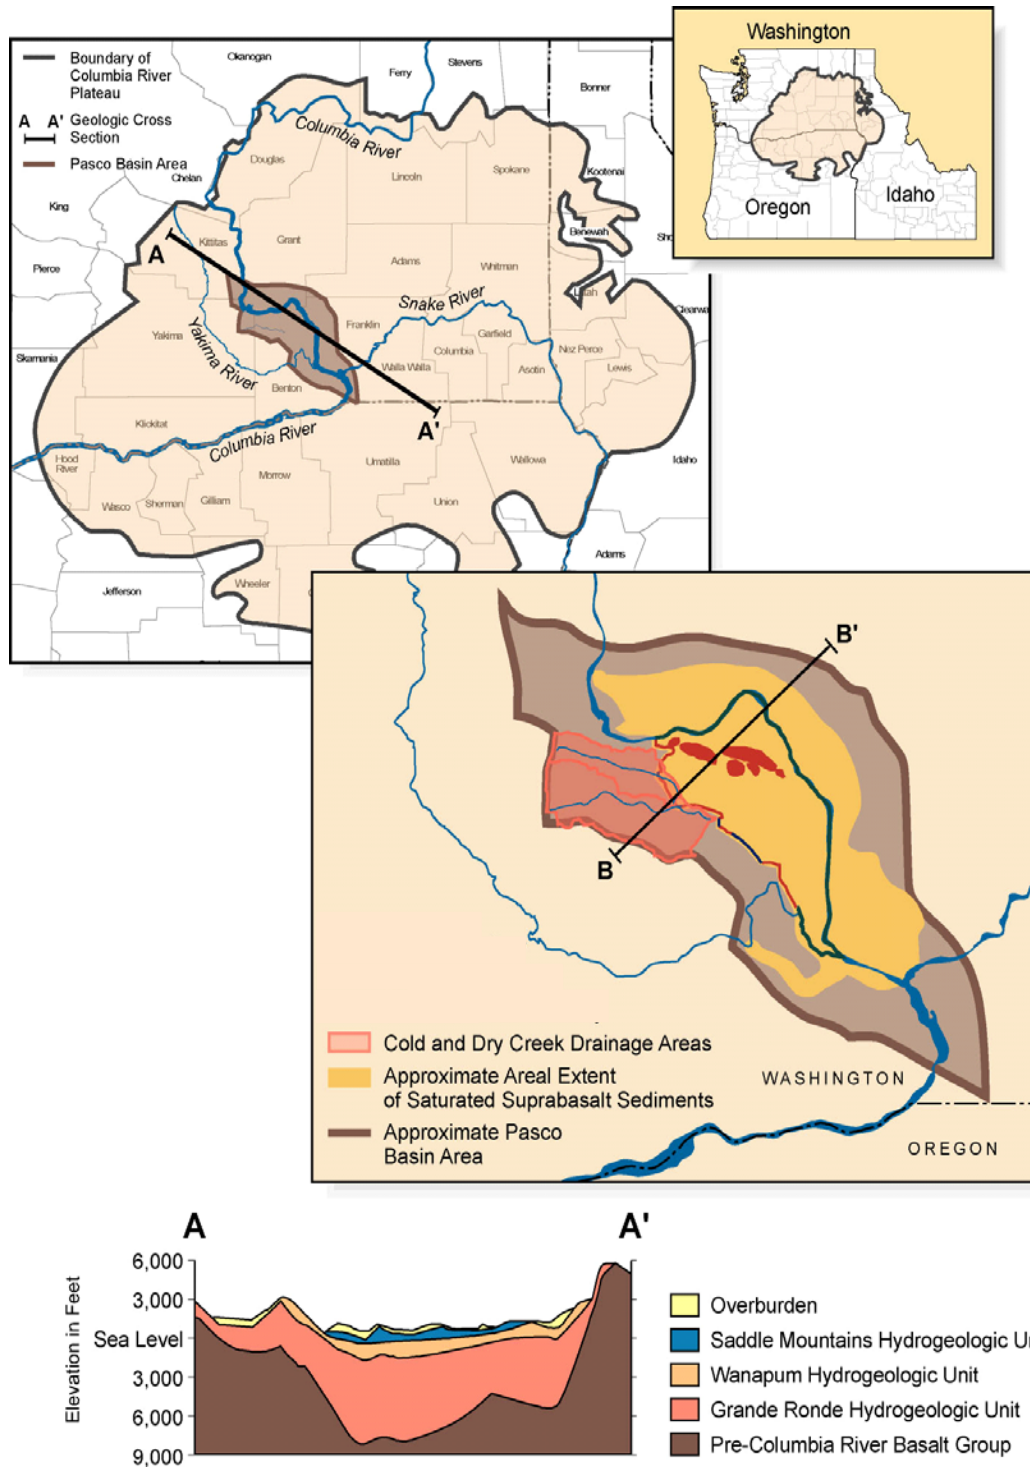 Boundary of
Columbia River
Plateau
A A' Geologic Cross
Section
Pasco Basin Area
Okanogan
Ferry
Stevens
Bonner
Columbia River
Douglas
Lincoln
Spokane
Kootenai
Chelan
King
Kittitas
Grant
Benewah
Sho
A
Pierce
Adams
Whitman
Latah
Clearwa
Snake River
Yakima
Yakima River
Franklin
Garfield
Columbia
Nez Perce
Skamania
Walla Walla
Asotin
Lewis
Benton
A'
Klickitat
Columbia River
Hood
River
Umatilla
Wallowa
Idaho
Morrow
Wasco
Sherman
Gilliam
Union
Adams
Jefferson
Wheeler
Washington
Oregon
Idaho
B'
B
Cold and Dry Creek Drainage Areas
Approximate Areal Extent
of Saturated Suprabasalt Sediments
Approximate Pasco
Basin Area
WASHINGTON
OREGON
A
A'
Elevation in Feet
6,000
3,000
Sea Level
3,000
6,000
9,000
Overburden
Saddle Mountains Hydrogeologic Un
Wanapum Hydrogeologic Unit
Grande Ronde Hydrogeologic Unit
Pre-Columbia River Basalt Group